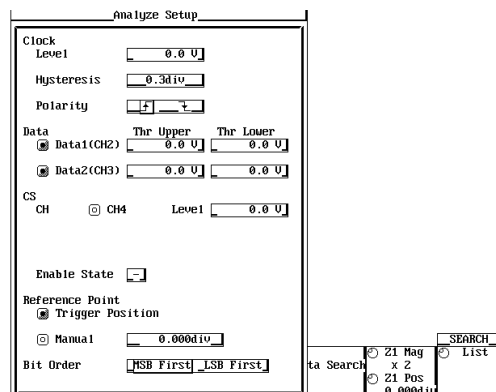 Analyze Setup
Clock
Level 0.0 V
Hysteresis 0.3div
Polarity
Data Thr Upper Thr Lower
Data1(CH2) 0.0 V 0.0 V
Data2(CH3) 0.0 V 0.0 V
CS
CH CH4 Level 0.0 V
Enable State -
Reference Point
Trigger Position
Manual 0.000div
Bit Order MSB First LSB First
ta Search
Z1 Mag
x 2
Z1 Pos
0.000div
SEARCH
List